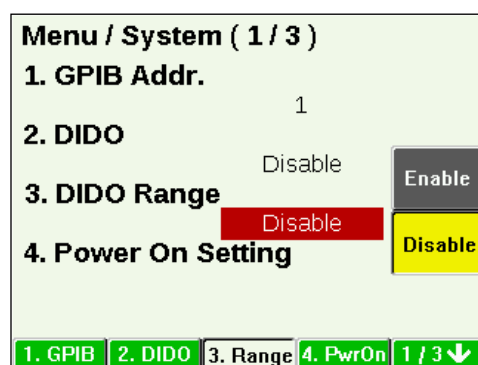 Menu / System ( 1 / 3 )
1. GPIB Addr.
1
2. DIDO
Disable
Enable
3. DIDO Range
Disable
Disable
4. Power On Setting
1. GPIB
2. DIDO
3. Range
4. PwrOn
1 / 3